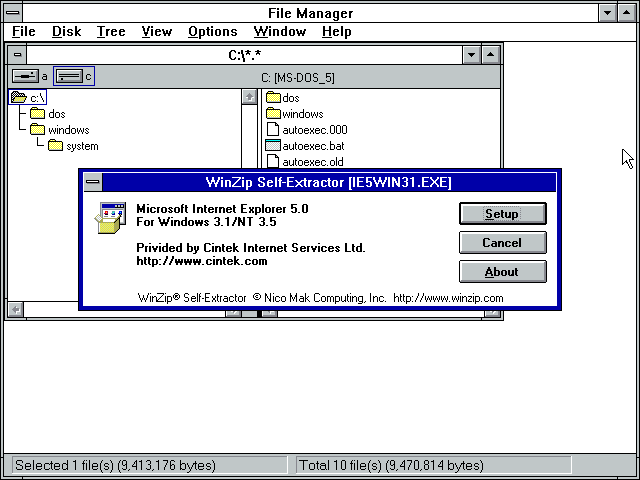 File Manager
File Disk Tree View Options Window Help
C:\*.*
a c C: [MS-DOS_5]
c:\
dos
windows
system
dos
windows
autoexec.000
autoexec.bat
autoexec.old
WinZip Self-Extractor [IE5WIN31.EXE]
Microsoft Internet Explorer 5.0
For Windows 3.1/NT 3.5
Privided by Cintek Internet Services Ltd.
http://www.cintek.com
Setup
Cancel
About
WinZip® Self-Extractor © Nico Mak Computing, Inc. http://www.winzip.com
Selected 1 file(s) (9,413,176 bytes) Total 10 file(s) (9,470,814 bytes)